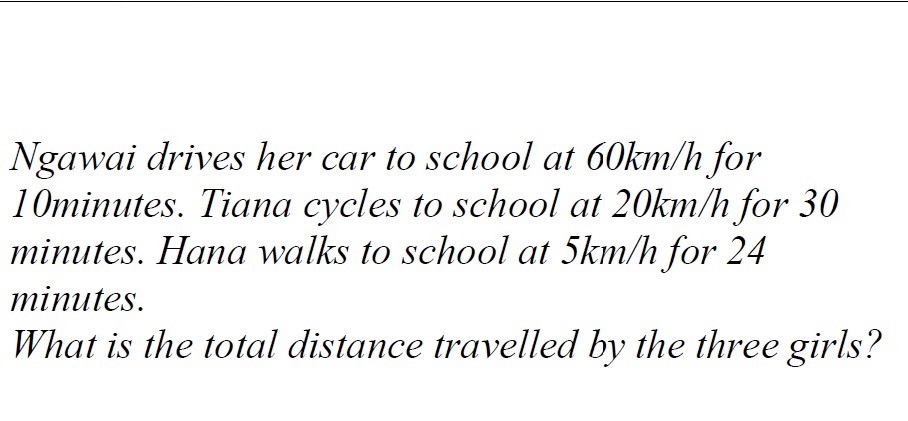 Ngawai drives her car to school at 60km/h for
10minutes. Tiana cycles to school at 20km/h for 30
minutes. Hana walks to school at 5km/h for 24
minutes.
What is the total distance travelled by the three girls?